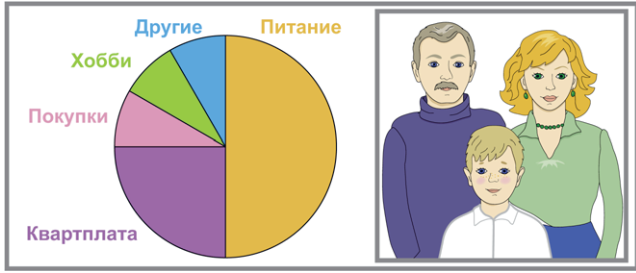 Другие
Питание
Хобби
Покупки
Квартплата